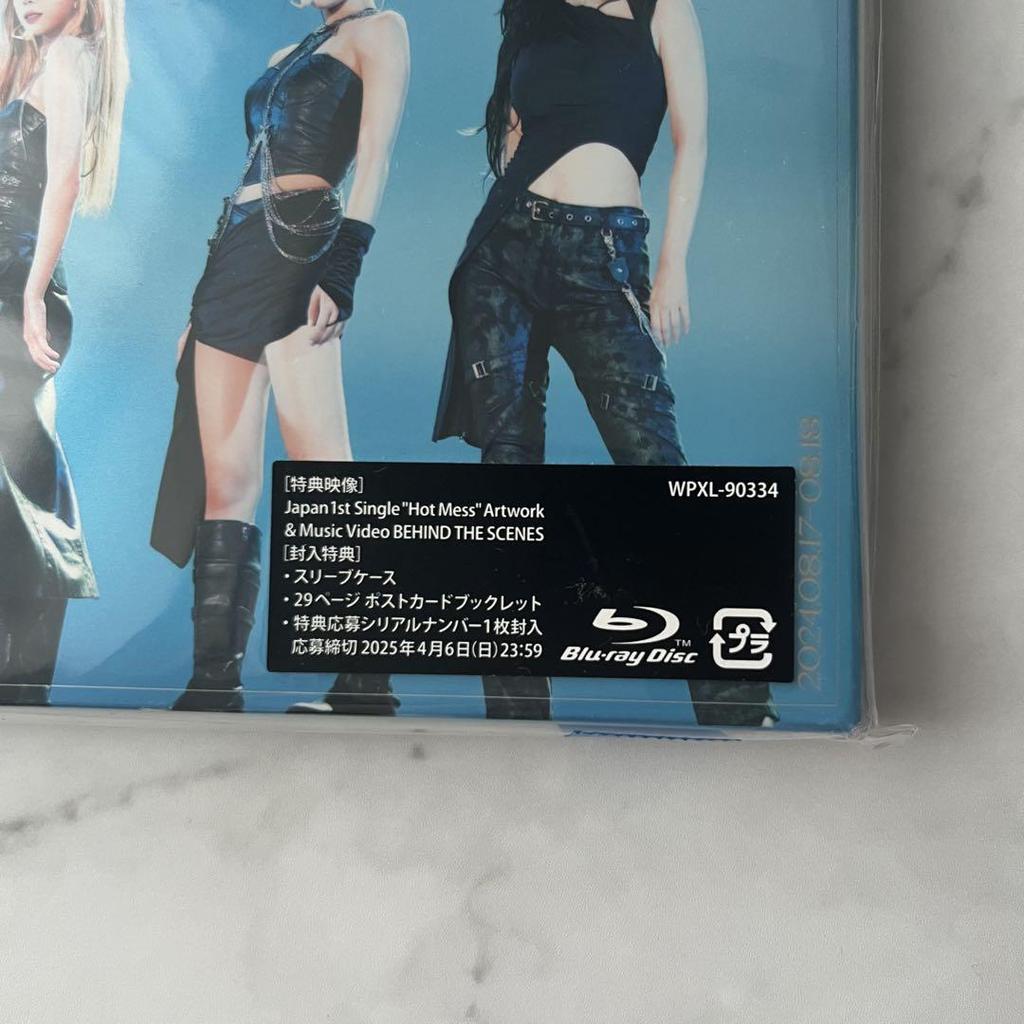 [特典映像]
Japan 1st Single "Hot Mess" Artwork
& Music Video BEHIND THE SCENES
[封入特典]
・スリーブケース
・29ページ ポストカードブックレット
・特典応募シリアルナンバー1枚封入
応募締切 2025年4月6日(日)23:59
WPXL-90334
Blu-ray Disc™
プラ
2024.08.17-08.18